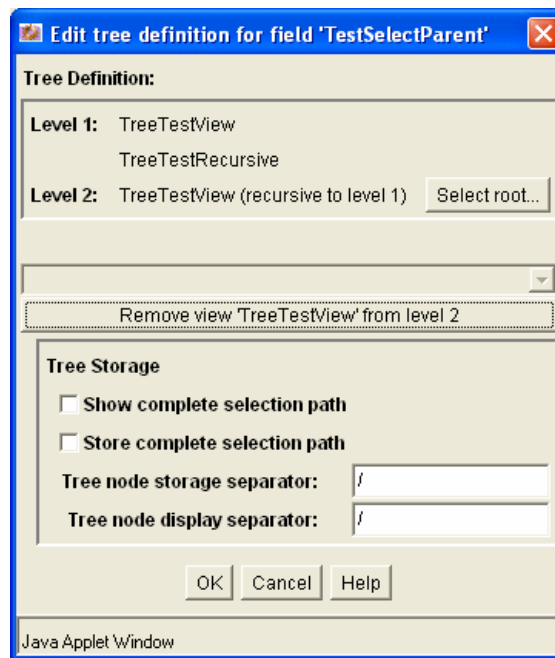 Edit tree definition for field 'TestSelectParent'
Tree Definition:
Level 1: TreeTestView
TreeTestRecursive
Level 2: TreeTestView (recursive to level 1) Select root...
Remove view 'TreeTestView' from level 2
Tree Storage
Show complete selection path
Store complete selection path
Tree node storage separator: /
Tree node display separator: /
OK Cancel Help
Java Applet Window